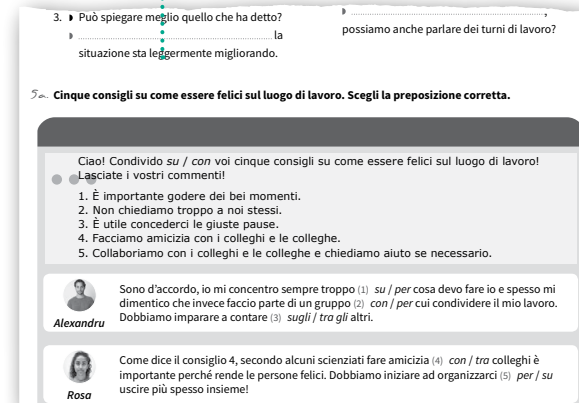 3. Può spiegare meglio quello che ha detto?
la
situazione sta leggermente migliorando.
,
possiamo anche parlare dei turni di lavoro?
5a. Cinque consigli su come essere felici sul luogo di lavoro. Scegli la preposizione corretta.
Ciao! Condivido su / con voi cinque consigli su come essere felici sul luogo di lavoro!
Lasciate i vostri commenti!
1. È importante godere dei bei momenti.
2. Non chiediamo troppo a noi stessi.
3. È utile concederci le giuste pause.
4. Facciamo amicizia con i colleghi e le colleghe.
5. Collaboriamo con i colleghi e le colleghe e chiediamo aiuto se necessario.
Sono d'accordo, io mi concentro sempre troppo (1) su / per cosa devo fare io e spesso mi
dimentico che invece faccio parte di un gruppo (2) con / per cui condividere il mio lavoro.
Dobbiamo imparare a contare (3) sugli / tra gli altri.
Alexandru
Come dice il consiglio 4, secondo alcuni scienziati fare amicizia (4) con / tra colleghi è
importante perché rende le persone felici. Dobbiamo iniziare ad organizzarci (5) per / su
uscire più spesso insieme!
Rosa